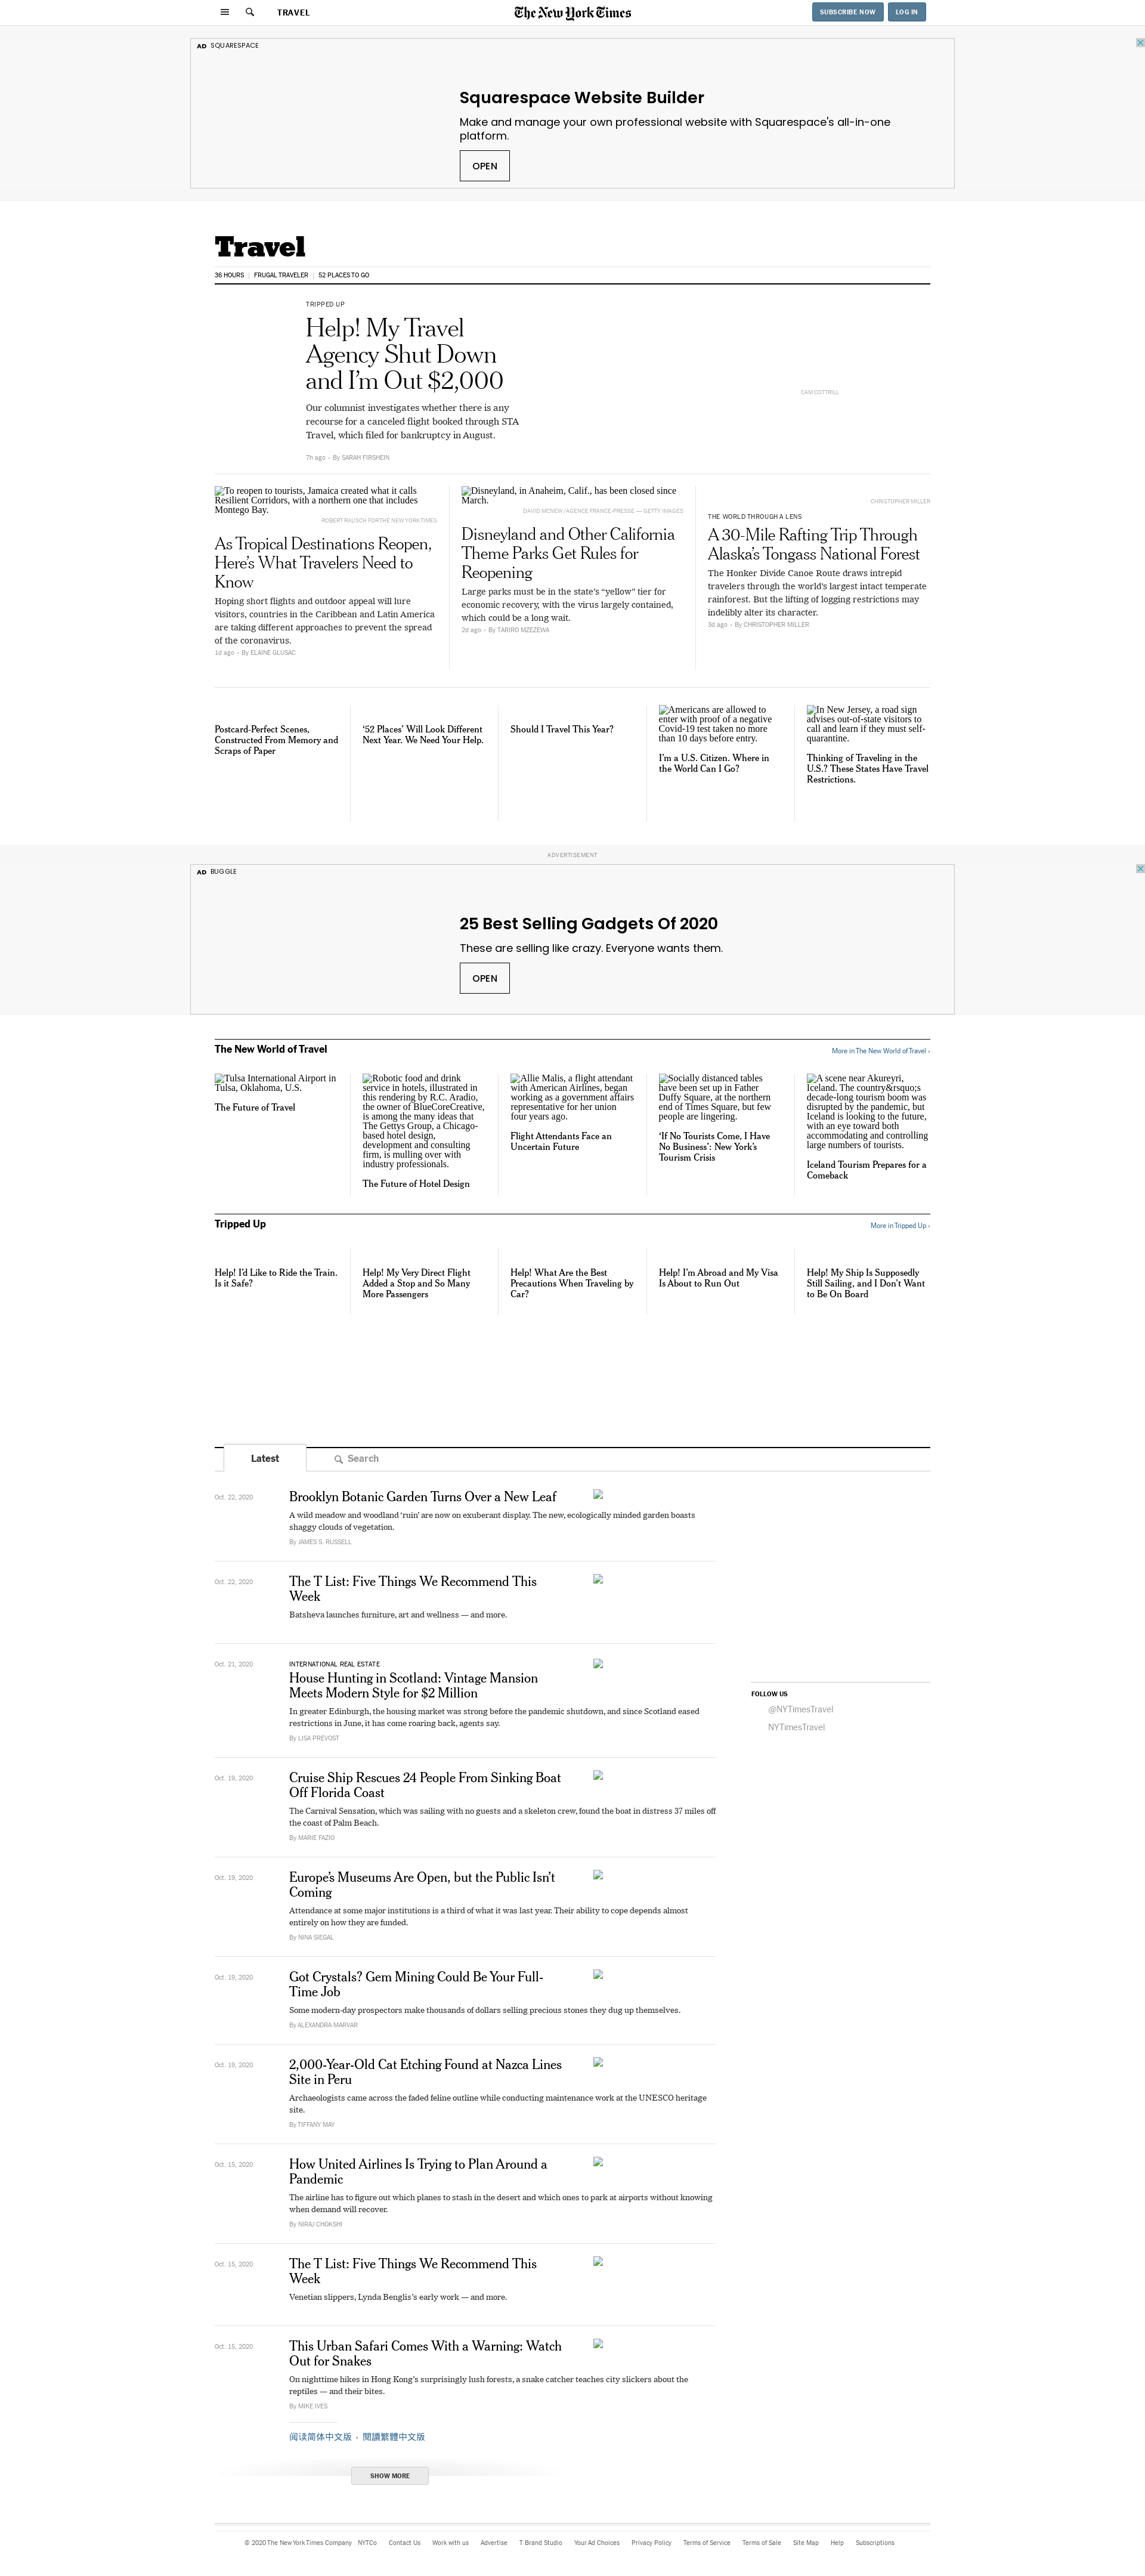 TRAVEL
The New York Times
SUBSCRIBE NOW
LOG IN
AD SQUARESPACE
Squarespace Website Builder
Make and manage your own professional website with Squarespace's all-in-one
platform.
OPEN
Travel
36 HOURS
FRUGAL TRAVELER
52 PLACES TO GO
TRIPPED UP
Help! My Travel
Agency Shut Down
and I’m Out $2,000
Our columnist investigates whether there is any
recourse for a canceled flight booked through STA
Travel, which filed for bankruptcy in August.
7h ago • By SARAH FIRSHEIN
CAM COTTRILL
To reopen to tourists, Jamaica created what it calls
Resilient Corridors, with a northern one that includes
Montego Bay.
ROBERT RAUSCH FOR THE NEW YORK TIMES
As Tropical Destinations Reopen,
Here’s What Travelers Need to
Know
Hoping short flights and outdoor appeal will lure
visitors, countries in the Caribbean and Latin America
are taking different approaches to prevent the spread
of the coronavirus.
1d ago • By ELAINE GLUSAC
Disneyland, in Anaheim, Calif., has been closed since
March.
DAVID MCNEW/AGENCE FRANCE-PRESSE — GETTY IMAGES
Disneyland and Other California
Theme Parks Get Rules for
Reopening
Large parks must be in the state’s “yellow” tier for
economic recovery, with the virus largely contained,
which could be a long wait.
2d ago • By TARIRO MZEZEWA
CHRISTOPHER MILLER
THE WORLD THROUGH A LENS
A 30-Mile Rafting Trip Through
Alaska’s Tongass National Forest
The Honker Divide Canoe Route draws intrepid
travelers through the world’s largest intact temperate
rainforest. But the lifting of logging restrictions may
indelibly alter its character.
3d ago • By CHRISTOPHER MILLER
Postcard-Perfect Scenes,
Constructed From Memory and
Scraps of Paper
‘52 Places’ Will Look Different
Next Year. We Need Your Help.
Should I Travel This Year?
Americans are allowed to
enter with proof of a negative
Covid-19 test taken no more
than 10 days before entry.
I’m a U.S. Citizen. Where in
the World Can I Go?
In New Jersey, a road sign
advises out-of-state visitors to
call and learn if they must self-
quarantine.
Thinking of Traveling in the
U.S.? These States Have Travel
Restrictions.
ADVERTISEMENT
AD BUGGLE
25 Best Selling Gadgets Of 2020
These are selling like crazy. Everyone wants them.
OPEN
The New World of Travel
More in The New World of Travel ›
Tulsa International Airport in
Tulsa, Oklahoma, U.S.
The Future of Travel
Robotic food and drink
service in hotels, illustrated in
this rendering by R.C. Aradio,
the owner of BlueCoreCreative,
is among the many ideas that
The Gettys Group, a Chicago-
based hotel design,
development and consulting
firm, is mulling over with
industry professionals.
The Future of Hotel Design
Allie Malis, a flight attendant
with American Airlines, began
working as a government affairs
representative for her union
four years ago.
Flight Attendants Face an
Uncertain Future
Socially distanced tables
have been set up in Father
Duffy Square, at the northern
end of Times Square, but few
people are lingering.
‘If No Tourists Come, I Have
No Business’: New York’s
Tourism Crisis
A scene near Akureyri,
Iceland. The country&rsquo;s
decade-long tourism boom was
disrupted by the pandemic, but
Iceland is looking to the future,
with an eye toward both
accommodating and controlling
large numbers of tourists.
Iceland Tourism Prepares for a
Comeback
Tripped Up
More in Tripped Up ›
Help! I’d Like to Ride the Train.
Is it Safe?
Help! My Very Direct Flight
Added a Stop and So Many
More Passengers
Help! What Are the Best
Precautions When Traveling by
Car?
Help! I’m Abroad and My Visa
Is About to Run Out
Help! My Ship Is Supposedly
Still Sailing, and I Don’t Want
to Be On Board
Latest
Search
Oct. 22, 2020
Brooklyn Botanic Garden Turns Over a New Leaf
A wild meadow and woodland ‘ruin’ are now on exuberant display. The new, ecologically minded garden boasts
shaggy clouds of vegetation.
By JAMES S. RUSSELL
Oct. 22, 2020
The T List: Five Things We Recommend This
Week
Batsheva launches furniture, art and wellness — and more.
Oct. 21, 2020
INTERNATIONAL REAL ESTATE
House Hunting in Scotland: Vintage Mansion
Meets Modern Style for $2 Million
In greater Edinburgh, the housing market was strong before the pandemic shutdown, and since Scotland eased
restrictions in June, it has come roaring back, agents say.
By LISA PREVOST
FOLLOW US
@NYTimesTravel
NYTimesTravel
Oct. 19, 2020
Cruise Ship Rescues 24 People From Sinking Boat
Off Florida Coast
The Carnival Sensation, which was sailing with no guests and a skeleton crew, found the boat in distress 37 miles off
the coast of Palm Beach.
By MARIE FAZIO
Oct. 19, 2020
Europe’s Museums Are Open, but the Public Isn’t
Coming
Attendance at some major institutions is a third of what it was last year. Their ability to cope depends almost
entirely on how they are funded.
By NINA SIEGAL
Oct. 19, 2020
Got Crystals? Gem Mining Could Be Your Full-
Time Job
Some modern-day prospectors make thousands of dollars selling precious stones they dug up themselves.
By ALEXANDRA MARVAR
Oct. 19, 2020
2,000-Year-Old Cat Etching Found at Nazca Lines
Site in Peru
Archaeologists came across the faded feline outline while conducting maintenance work at the UNESCO heritage
site.
By TIFFANY MAY
Oct. 15, 2020
How United Airlines Is Trying to Plan Around a
Pandemic
The airline has to figure out which planes to stash in the desert and which ones to park at airports without knowing
when demand will recover.
By NIRAJ CHOKSHI
Oct. 15, 2020
The T List: Five Things We Recommend This
Week
Venetian slippers, Lynda Benglis’s early work — and more.
Oct. 15, 2020
This Urban Safari Comes With a Warning: Watch
Out for Snakes
On nighttime hikes in Hong Kong’s surprisingly lush forests, a snake catcher teaches city slickers about the
reptiles — and their bites.
By MIKE IVES
阅读简体中文版 • 閱讀繁體中文版
SHOW MORE
© 2020 The New York Times Company NYTCo Contact Us Work with us Advertise T Brand Studio Your Ad Choices Privacy Policy Terms of Service Terms of Sale Site Map Help Subscriptions